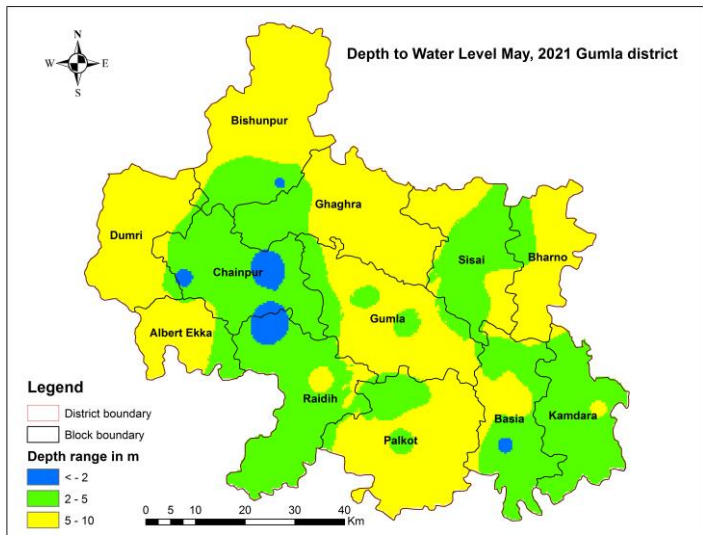 Depth to Water Level May, 2021 Gumla district
N
W E
S
Bishunpur
Ghaghra
Dumri
Sisai
Bharno
Chainpur
Gumla
Albert Ekka
Raidih
Basia
Kamdara
Palkot
Legend
District boundary
Block boundary
Depth range in m
< - 2
2 - 5
5 - 10
0 5 10 20 30 40
Km